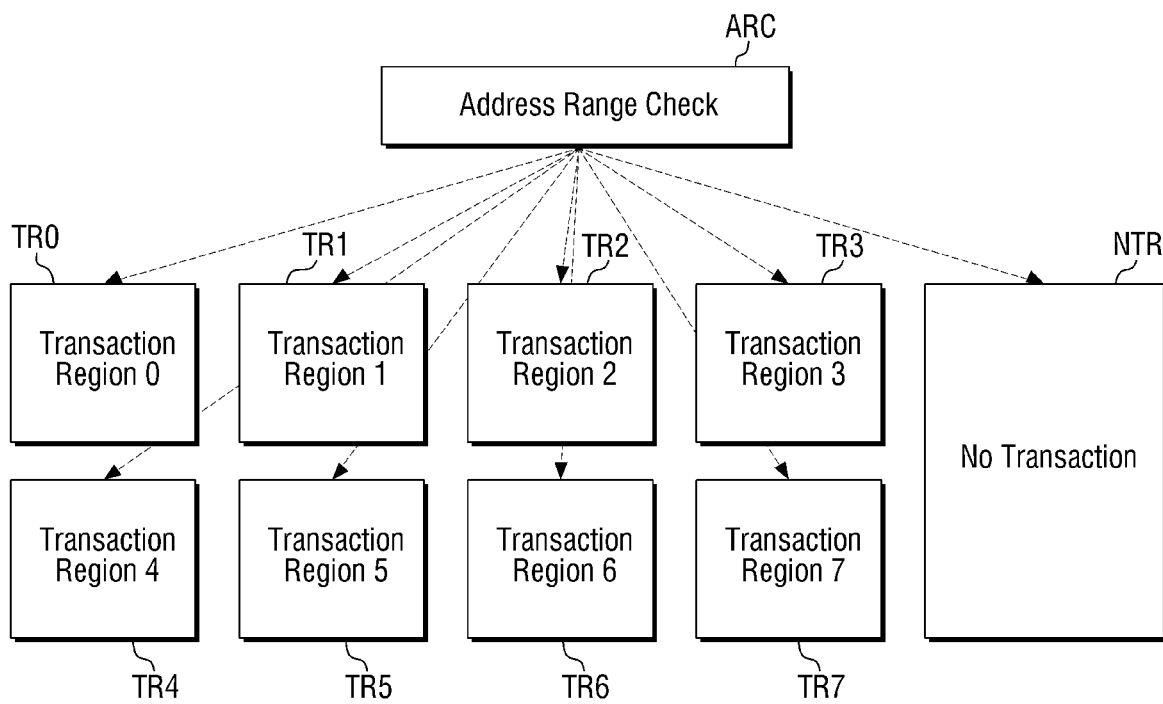 ARC
Address Range Check
TR0
TR1
TR2
TR3
NTR
Transaction
Region 0
Transaction
Region 1
Transaction
Region 2
Transaction
Region 3
No Transaction
Transaction
Region 4
Transaction
Region 5
Transaction
Region 6
Transaction
Region 7
TR4
TR5
TR6
TR7